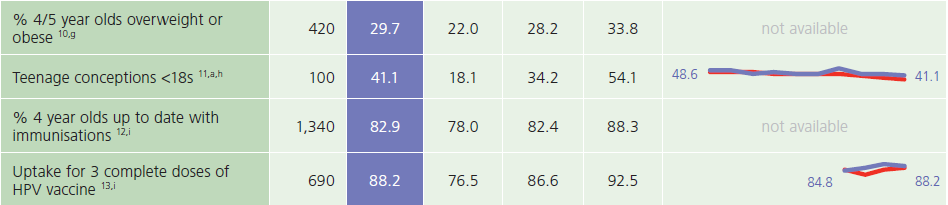 % 4/5 year olds overweight or
obese 10,g 420 29.7 22.0 28.2 33.8 not available
Teenage conceptions <18s 11,a,h 100 41.1 18.1 34.2 54.1 48.6 41.1
% 4 year olds up to date with
immunisations 12,i 1,340 82.9 78.0 82.4 88.3 not available
Uptake for 3 complete doses of
HPV vaccine 13,i 690 88.2 76.5 86.6 92.5 84.8 88.2